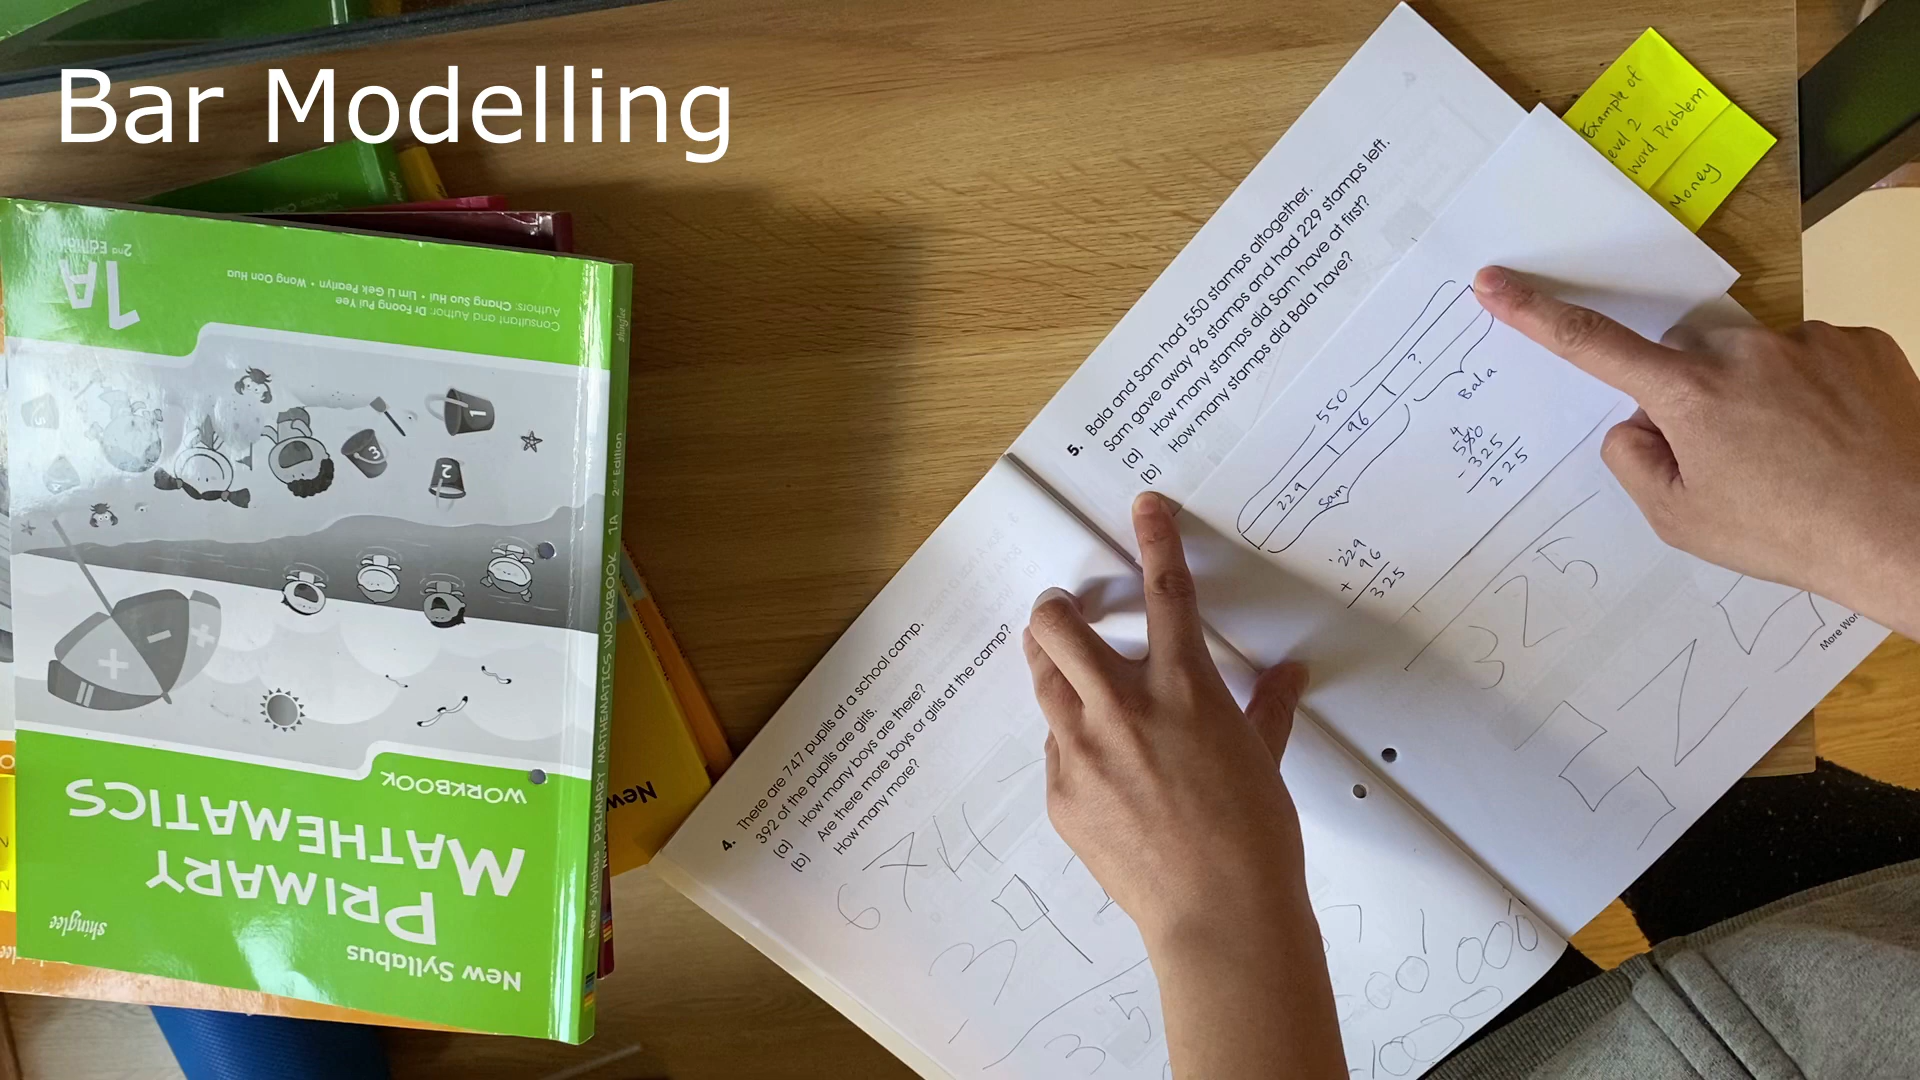 Bar Modelling
1A
2nd Edition
Consultant and Author: Dr Foong Pui Yee
Authors: Chang Suo Hui • Lim Li Gek Pearlyn • Wong Oon Hua
WORKBOOK
PRIMARY
MATHEMATICS
New Syllabus
shinglee
New Syllabus PRIMARY MATHEMATICS WORKBOOK 1A 2nd Edition
shinglee
New
4. There are 747 pupils at a school camp.
392 of the pupils are girls.
(a) How many boys are there?
(b) Are there more boys or girls at the camp?
How many more?
5. Bala and Sam had 550 stamps altogether.
Sam gave away 96 stamps and had 229 stamps left.
(a) How many stamps did Sam have at first?
(b) How many stamps did Bala have?
550
229 96 ?
Sam Bala
229
+ 96
325
550
- 325
225
325
Example of
Level 2
Word Problem
Money